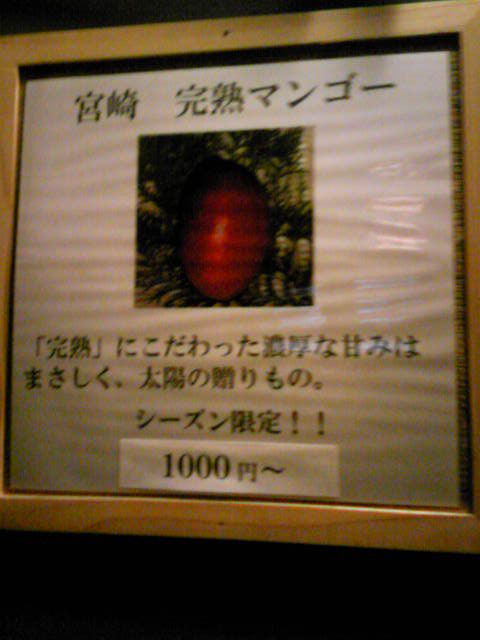 宮崎　完熟マンゴー
「完熟」にこだわった濃厚な甘みは
まさしく、太陽の贈りもの。
シーズン限定！！
1000円～